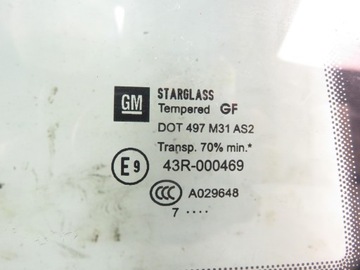 GM
STARGLASS
Tempered GF
DOT 497 M31 AS2
Transp. 70% min.*
E9 43R-000469
CCC A029648
7 ····